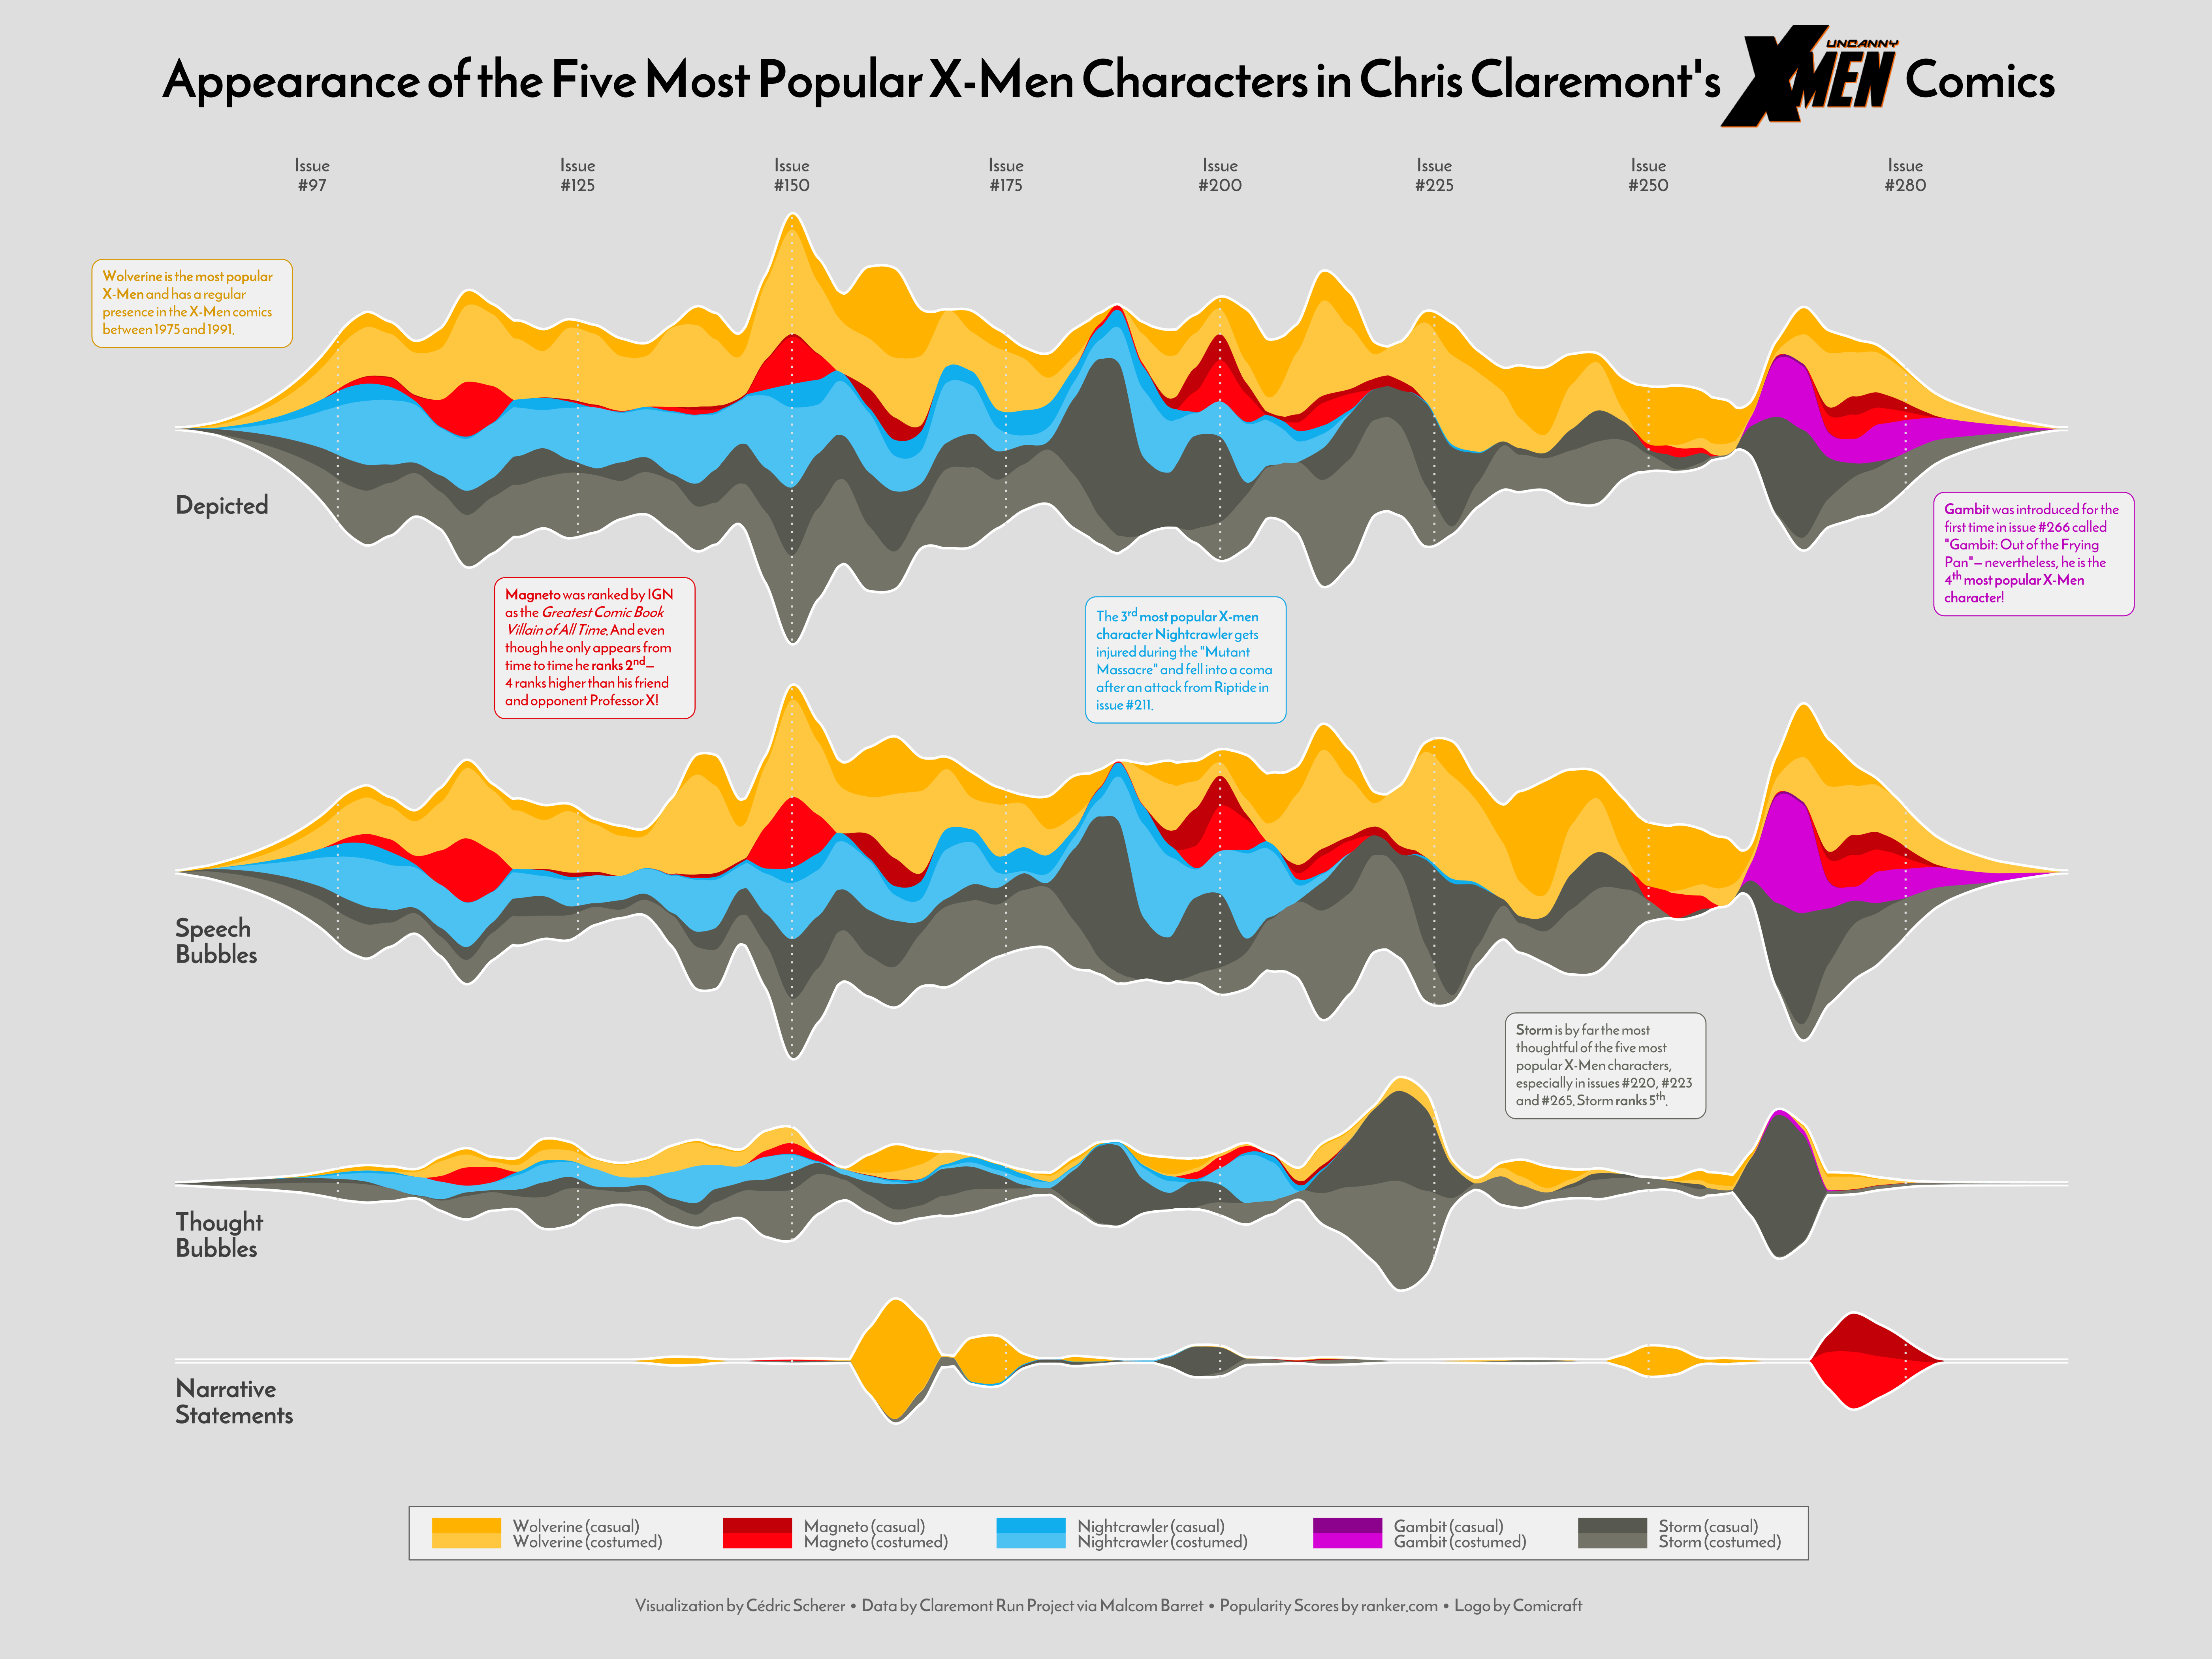 Appearance of the Five Most Popular X-Men Characters in Chris Claremont's UNCANNY X-MEN Comics
Issue #97
Issue #125
Issue #150
Issue #175
Issue #200
Issue #225
Issue #250
Issue #280
Wolverine is the most popular
X-Men and has a regular
presence in the X-Men comics
between 1975 and 1991.
Depicted
Gambit was introduced for the
first time in issue #266 called
"Gambit: Out of the Frying
Pan"— nevertheless, he is the
4th most popular X-Men
character!
Magneto was ranked by IGN
as the Greatest Comic Book
Villain of All Time. And even
though he only appears from
time to time he ranks 2nd—
4 ranks higher than his friend
and opponent Professor X!
The 3rd most popular X-men
character Nightcrawler gets
injured during the "Mutant
Massacre" and fell into a coma
after an attack from Riptide in
issue #211.
Speech
Bubbles
Storm is by far the most
thoughtful of the five most
popular X-Men characters,
especially in issues #220, #223
and #265. Storm ranks 5th.
Thought
Bubbles
Narrative
Statements
Wolverine (casual)
Wolverine (costumed)
Magneto (casual)
Magneto (costumed)
Nightcrawler (casual)
Nightcrawler (costumed)
Gambit (casual)
Gambit (costumed)
Storm (casual)
Storm (costumed)
Visualization by Cédric Scherer • Data by Claremont Run Project via Malcom Barret • Popularity Scores by ranker.com • Logo by Comicraft